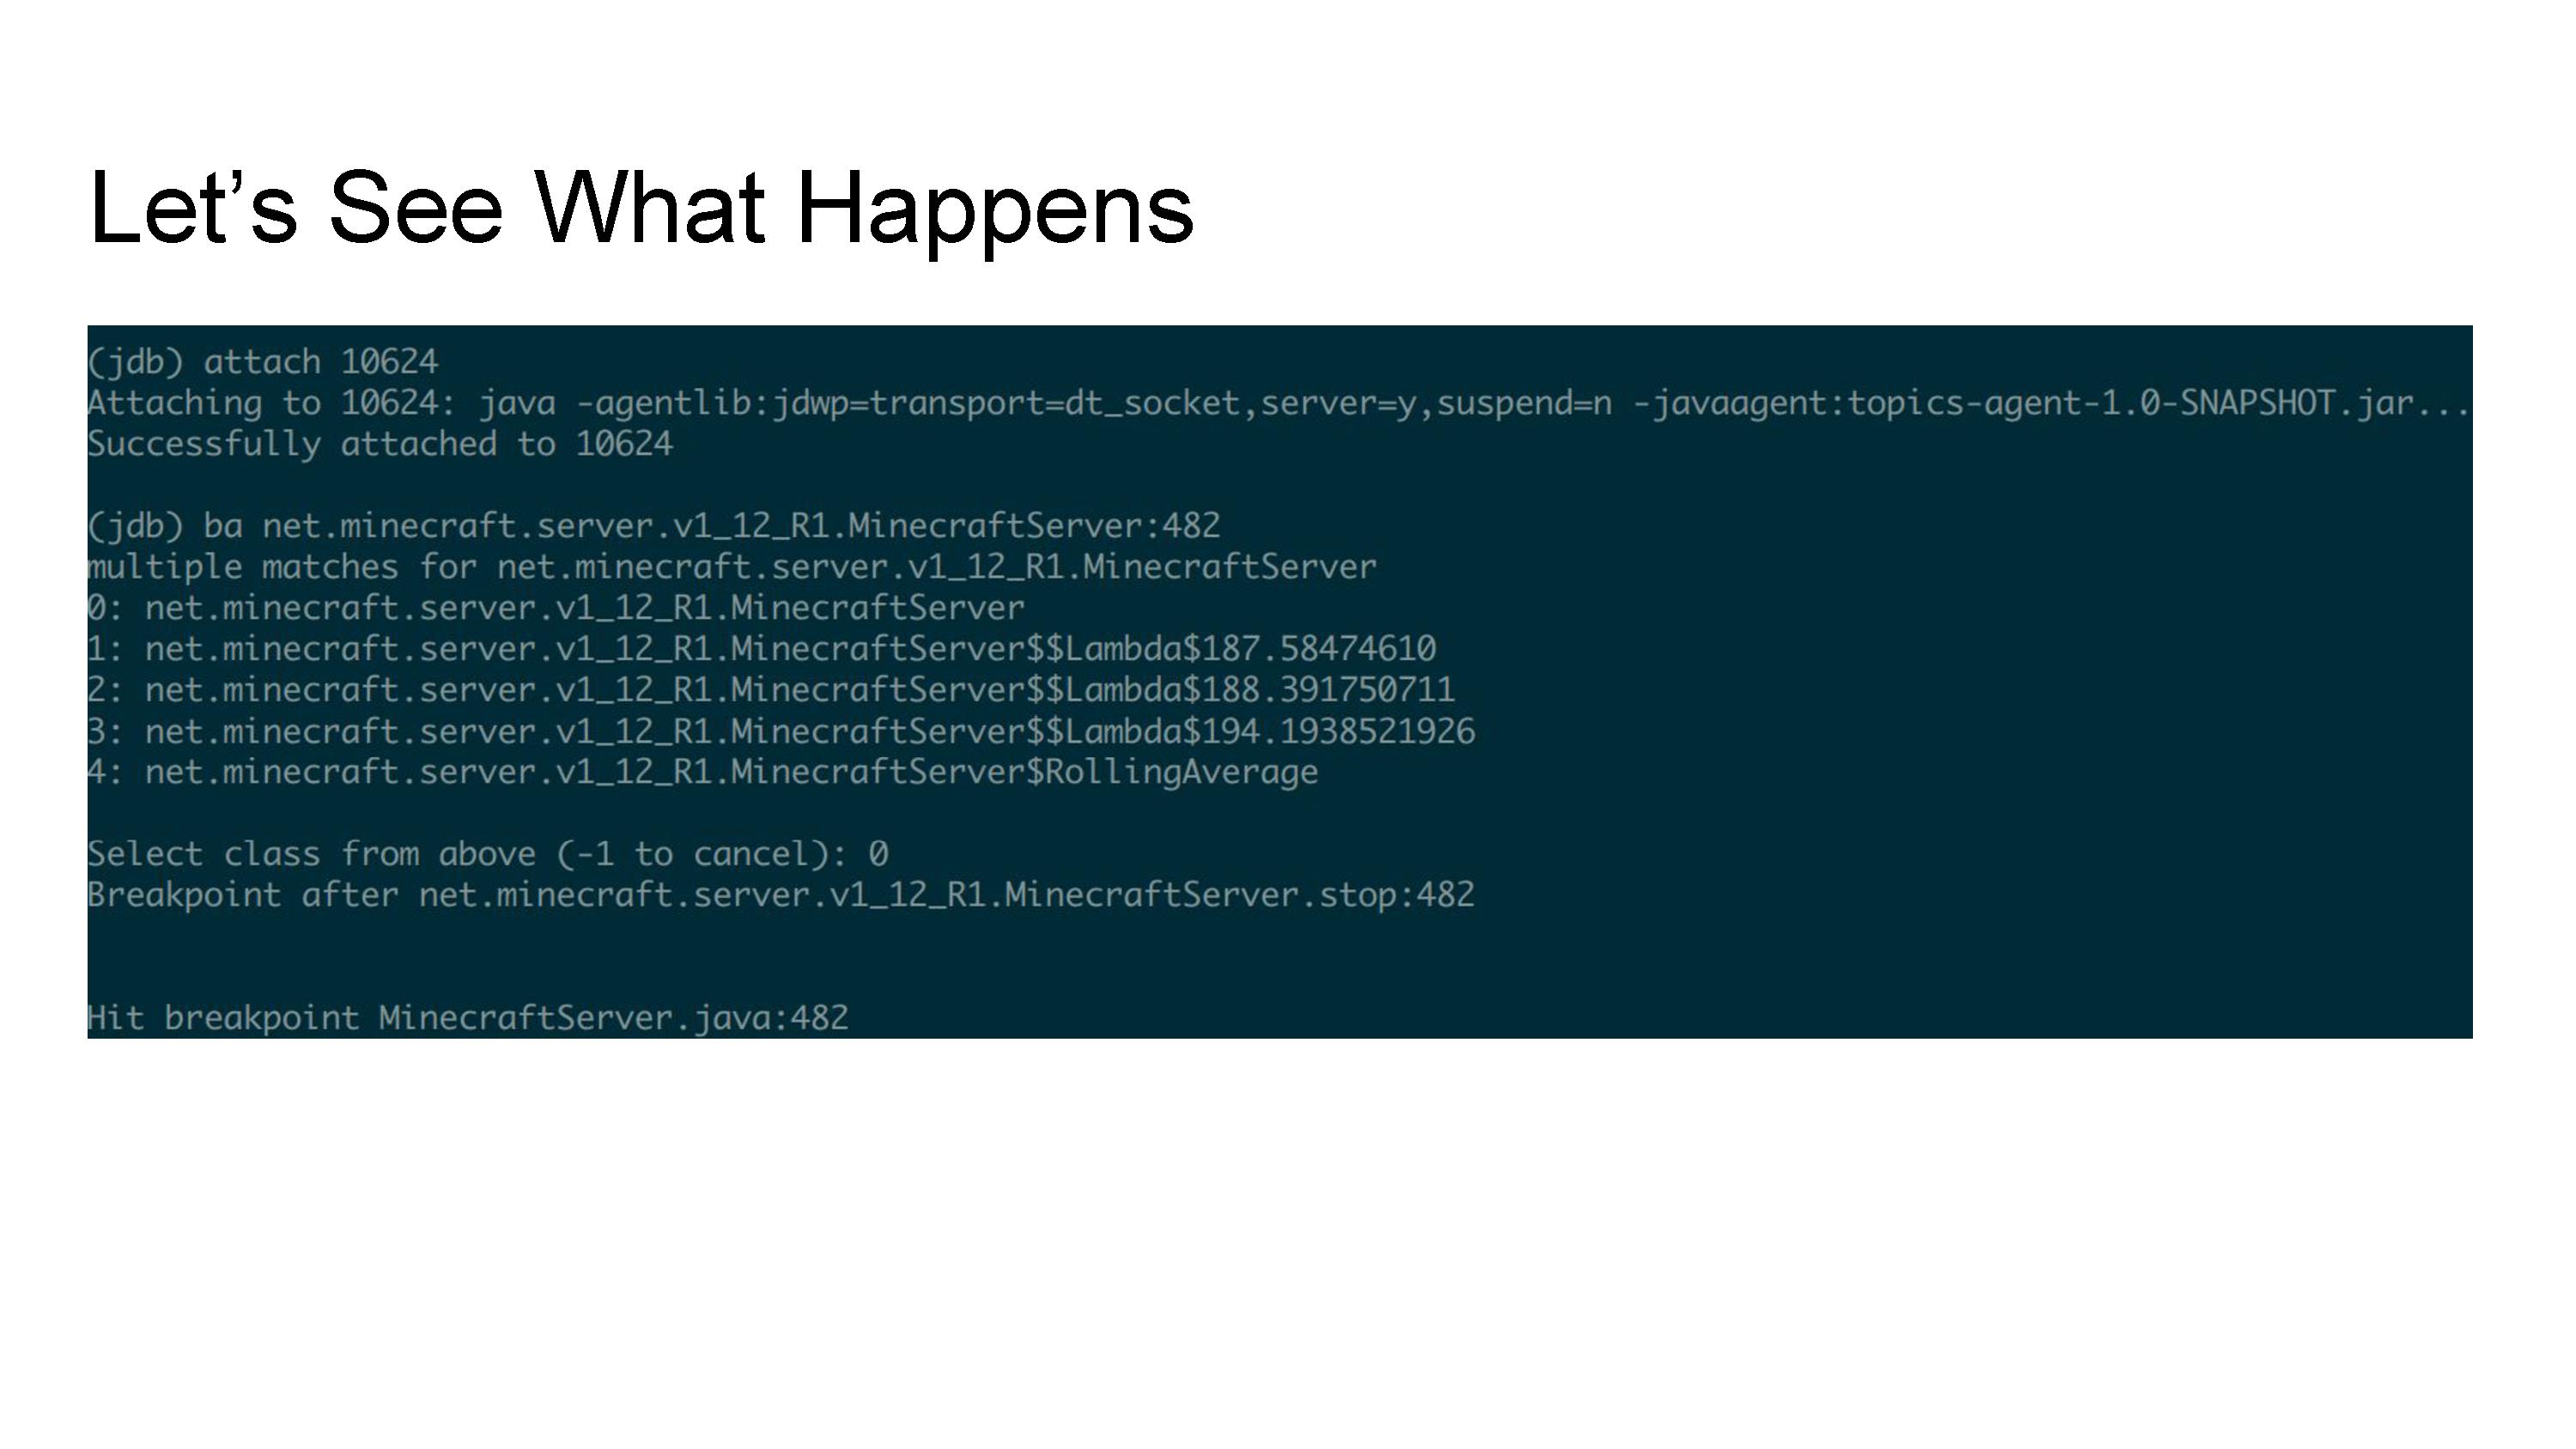 Let’s See What Happens
(jdb) attach 10624
Attaching to 10624: java -agentlib:jdwp=transport=dt_socket,server=y,suspend=n -javaagent:topics-agent-1.0-SNAPSHOT.jar...
Successfully attached to 10624
(jdb) ba net.minecraft.server.v1_12_R1.MinecraftServer:482
multiple matches for net.minecraft.server.v1_12_R1.MinecraftServer
0: net.minecraft.server.v1_12_R1.MinecraftServer
1: net.minecraft.server.v1_12_R1.MinecraftServer$$Lambda$187.58474610
2: net.minecraft.server.v1_12_R1.MinecraftServer$$Lambda$188.391750711
3: net.minecraft.server.v1_12_R1.MinecraftServer$$Lambda$194.1938521926
4: net.minecraft.server.v1_12_R1.MinecraftServer$RollingAverage
Select class from above (-1 to cancel): 0
Breakpoint after net.minecraft.server.v1_12_R1.MinecraftServer.stop:482
Hit breakpoint MinecraftServer.java:482